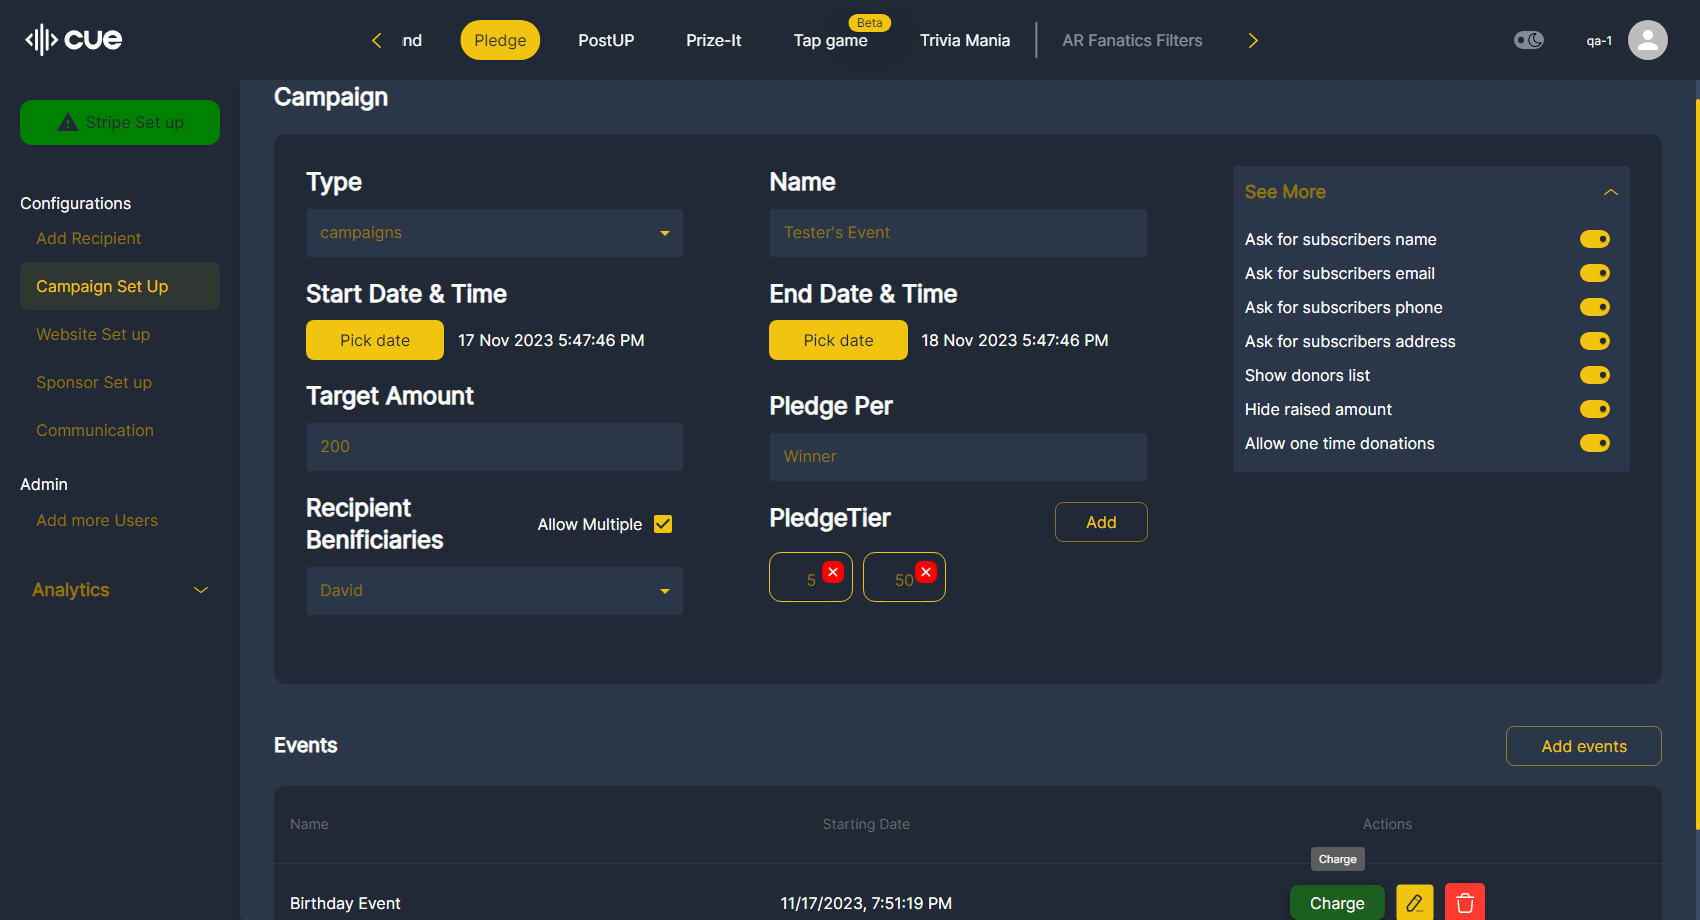 cue
nd
Pledge
PostUP
Prize-It
Tap game
Beta
Trivia Mania
AR Fanatics Filters
qa-1
Stripe Set up
Configurations
Add Recipient
Campaign Set Up
Website Set up
Sponsor Set up
Communication
Admin
Add more Users
Analytics
Campaign
Type
campaigns
Name
Tester's Event
Start Date & Time
Pick date
17 Nov 2023 5:47:46 PM
End Date & Time
Pick date
18 Nov 2023 5:47:46 PM
Target Amount
200
Pledge Per
Winner
Recipient
Benificiaries
Allow Multiple
David
PledgeTier
Add
5
50
See More
Ask for subscribers name
Ask for subscribers email
Ask for subscribers phone
Ask for subscribers address
Show donors list
Hide raised amount
Allow one time donations
Events
Add events
Name
Starting Date
Actions
Charge
Birthday Event
11/17/2023, 7:51:19 PM
Charge